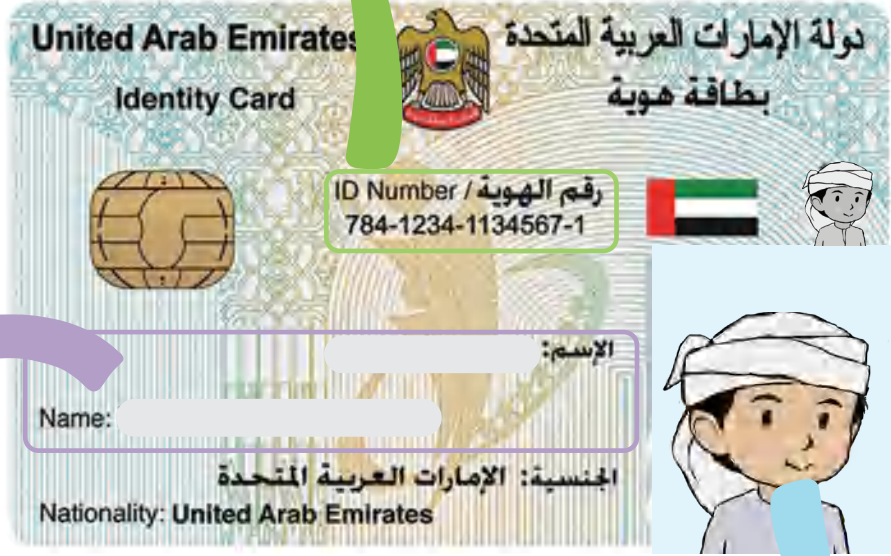 United Arab Emirates
دولة الإمارات العربية المتحدة
Identity Card
بطاقة هوية
ID Number / رقم الهوية
784-1234-1134567-1
الإسم:
Name:
الجنسية: الإمارات العربية المتحدة
Nationality: United Arab Emirates